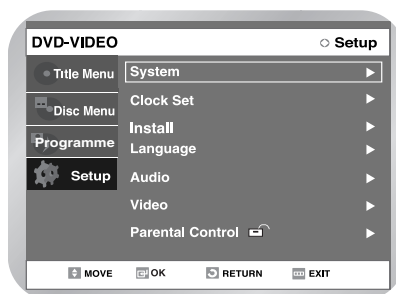 DVD-VIDEO
Setup
Title Menu
Disc Menu
Programme
Setup
System
Clock Set
Install
Language
Audio
Video
Parental Control
MOVE
OK
RETURN
EXIT